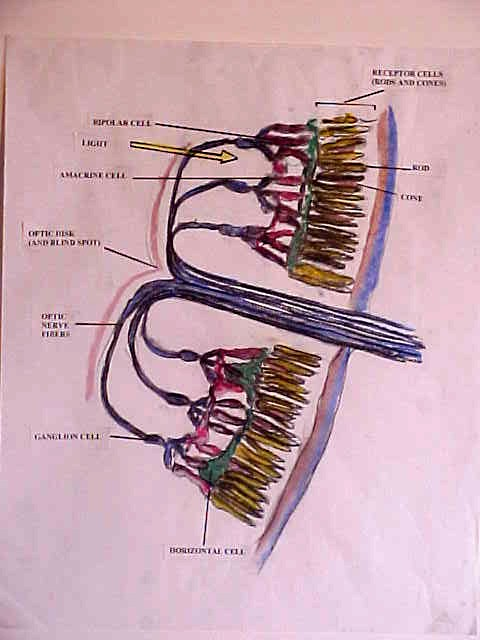 RECEPTOR CELLS
(RODS AND CONES)
BIPOLAR CELL
LIGHT
ROD
AMACRINE CELL
CONE
OPTIC DISK
(AND BLIND SPOT)
OPTIC
NERVE
FIBERS
GANGLION CELL
HORIZONTAL CELL